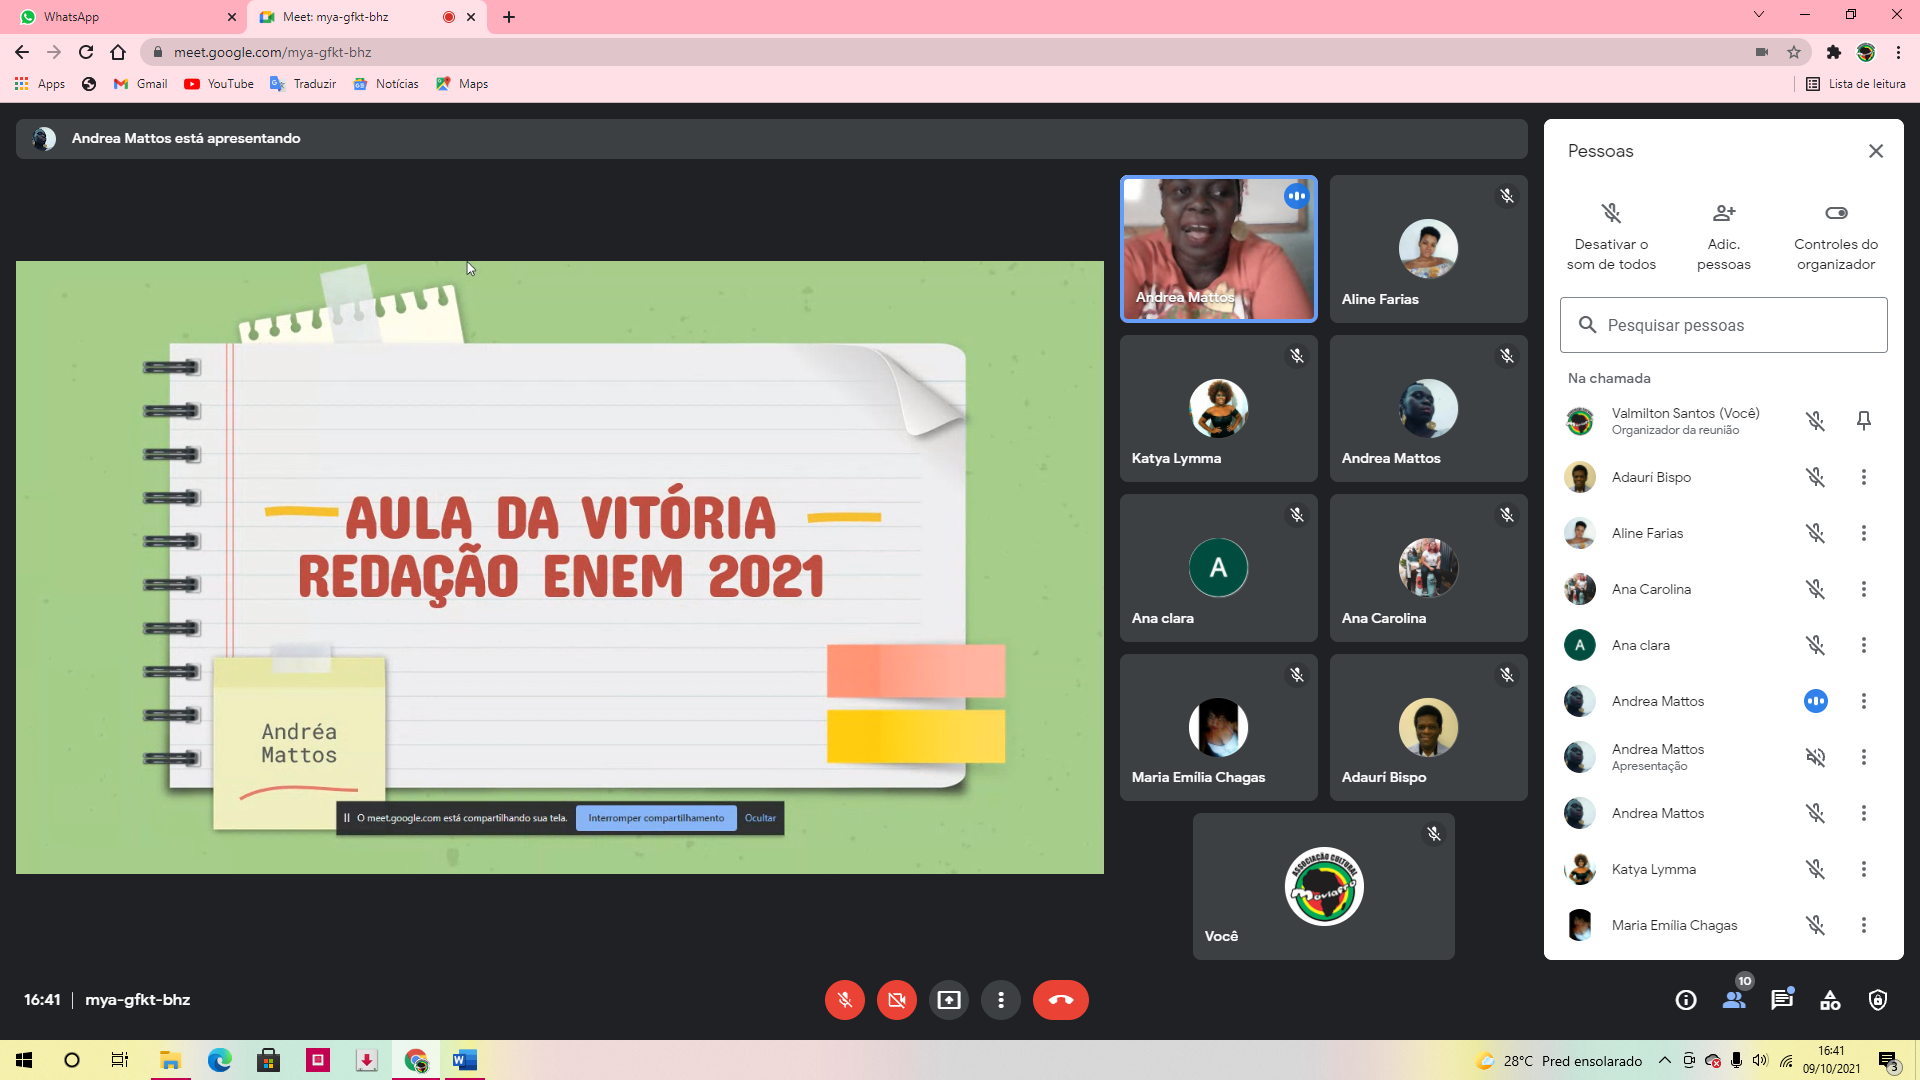 WhatsApp
Meet: mya-gfkt-bhz
meet.google.com/mya-gfkt-bhz
Apps
Gmail
YouTube
Traduzir
Notícias
Maps
Lista de leitura
Andrea Mattos está apresentando
AULA DA VITÓRIA
REDAÇÃO ENEM 2021
Andréa
Mattos
O meet.google.com está compartilhando sua tela.
Interromper compartilhamento
Ocultar
Andrea Mattos
Aline Farias
Katya Lymma
Andrea Mattos
A
Ana clara
Ana Carolina
Maria Emília Chagas
Adaurí Bispo
ASSOCIAÇÃO CULTURAL
Moviafro
Você
Pessoas
Desativar o
som de todos
Adic.
pessoas
Controles do
organizador
Pesquisar pessoas
Na chamada
Valmilton Santos (Você)
Organizador da reunião
Adaurí Bispo
Aline Farias
Ana Carolina
A
Ana clara
Andrea Mattos
Andrea Mattos
Apresentação
Andrea Mattos
Katya Lymma
Maria Emília Chagas
16:41
mya-gfkt-bhz
10
28°C Pred ensolarado
16:41
09/10/2021
3